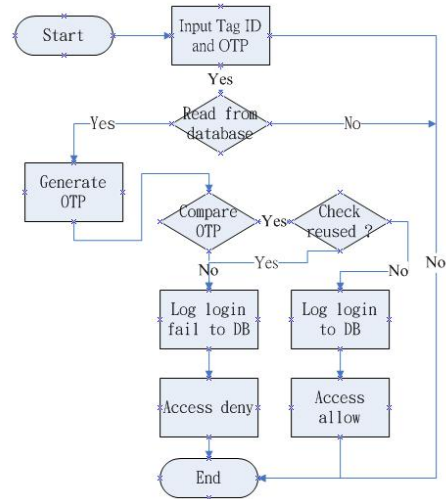 Start
Input Tag ID
and OTP
Yes
Read from
database
Yes
No
Generate
OTP
Compare
OTP
Yes
Check
reused ?
No
Yes
No
No
Log login
fail to DB
Log login
to DB
Access deny
Access
allow
End